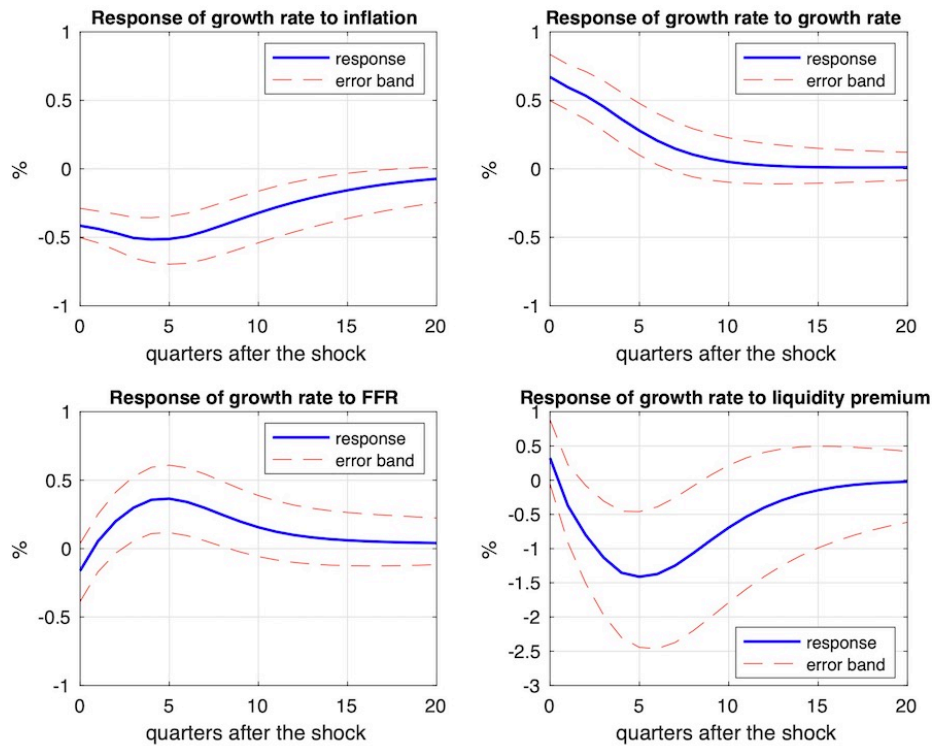 Response of growth rate to inflation
response
error band
1
0.5
0
-0.5
-1
%
0 5 10 15 20
quarters after the shock
Response of growth rate to growth rate
response
error band
1
0.5
0
-0.5
-1
%
0 5 10 15 20
quarters after the shock
Response of growth rate to FFR
response
error band
1
0.5
0
-0.5
-1
%
0 5 10 15 20
quarters after the shock
Response of growth rate to liquidity premium
1
0.5
0
-0.5
-1
-1.5
-2
-2.5
-3
%
response
error band
0 5 10 15 20
quarters after the shock